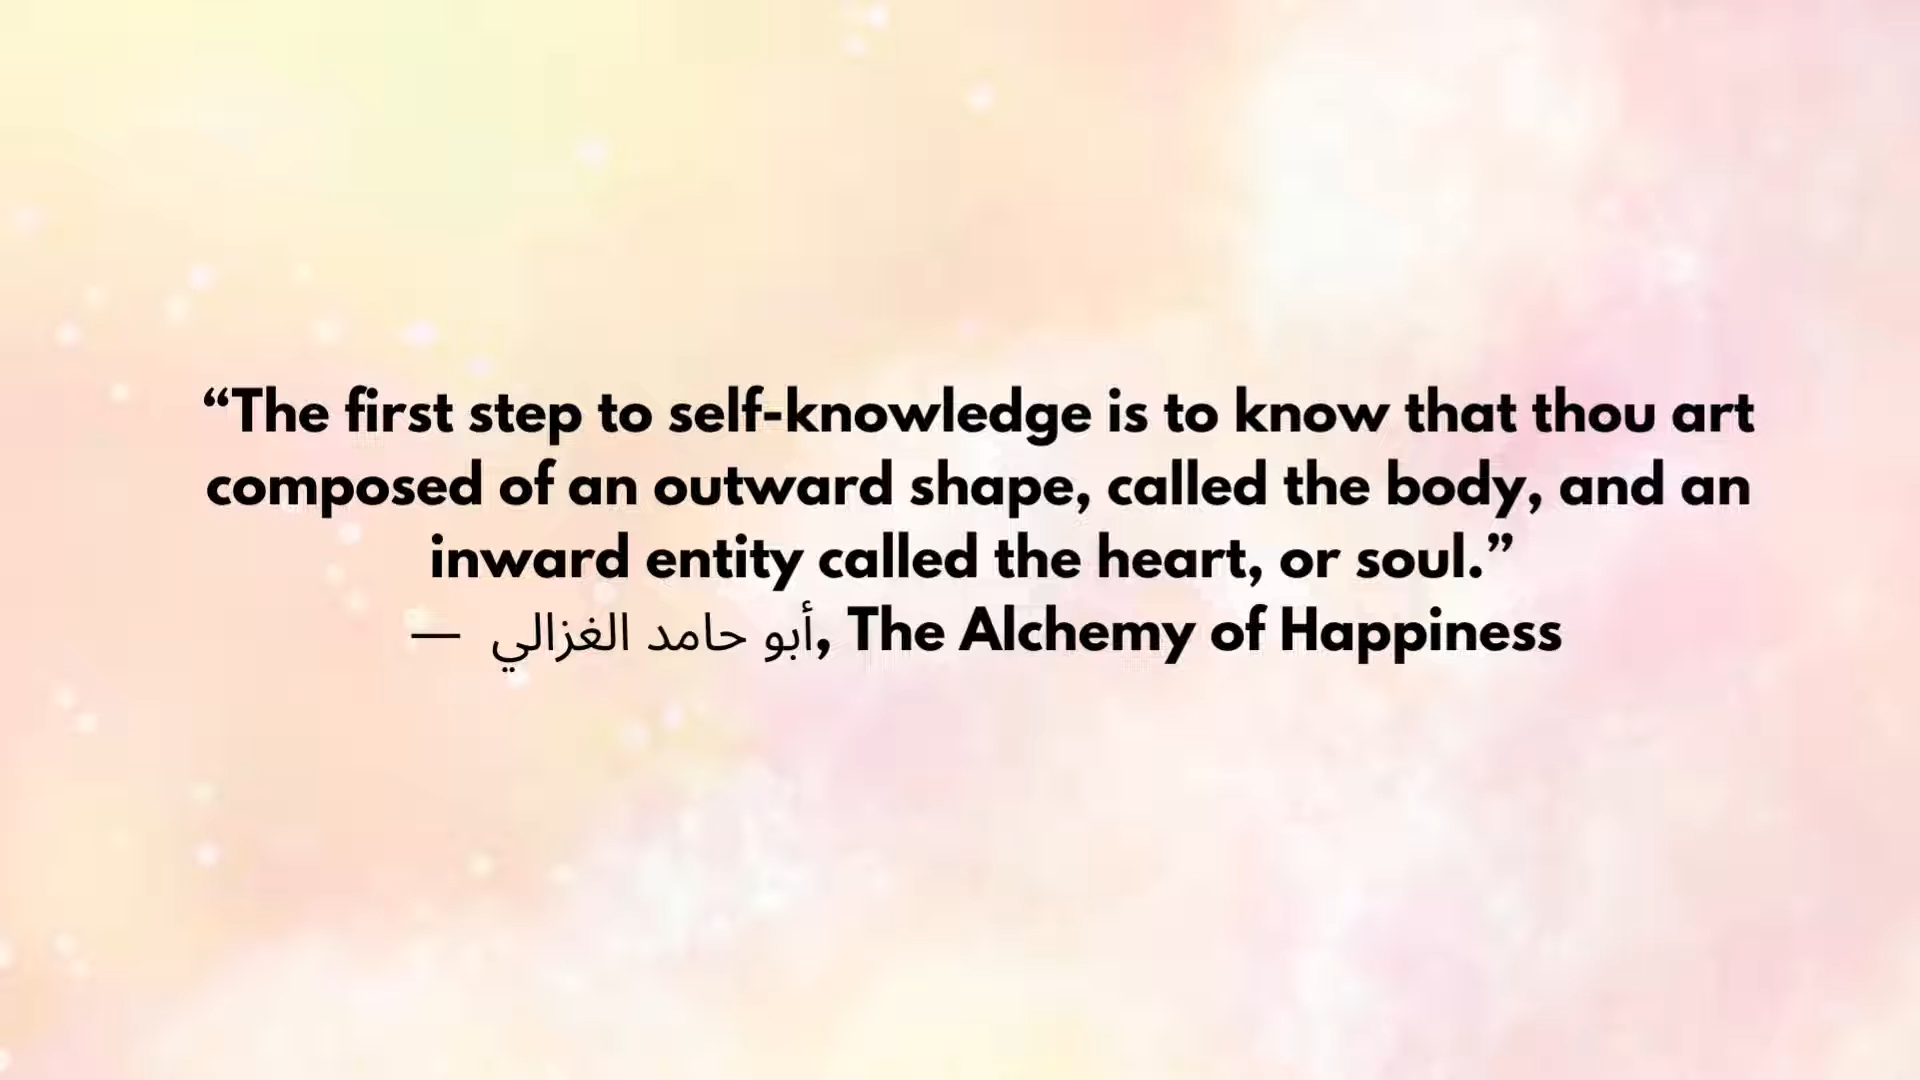 “The first step to self-knowledge is to know that thou art
composed of an outward shape, called the body, and an
inward entity called the heart, or soul.”
— أبو حامد الغزالي, The Alchemy of Happiness